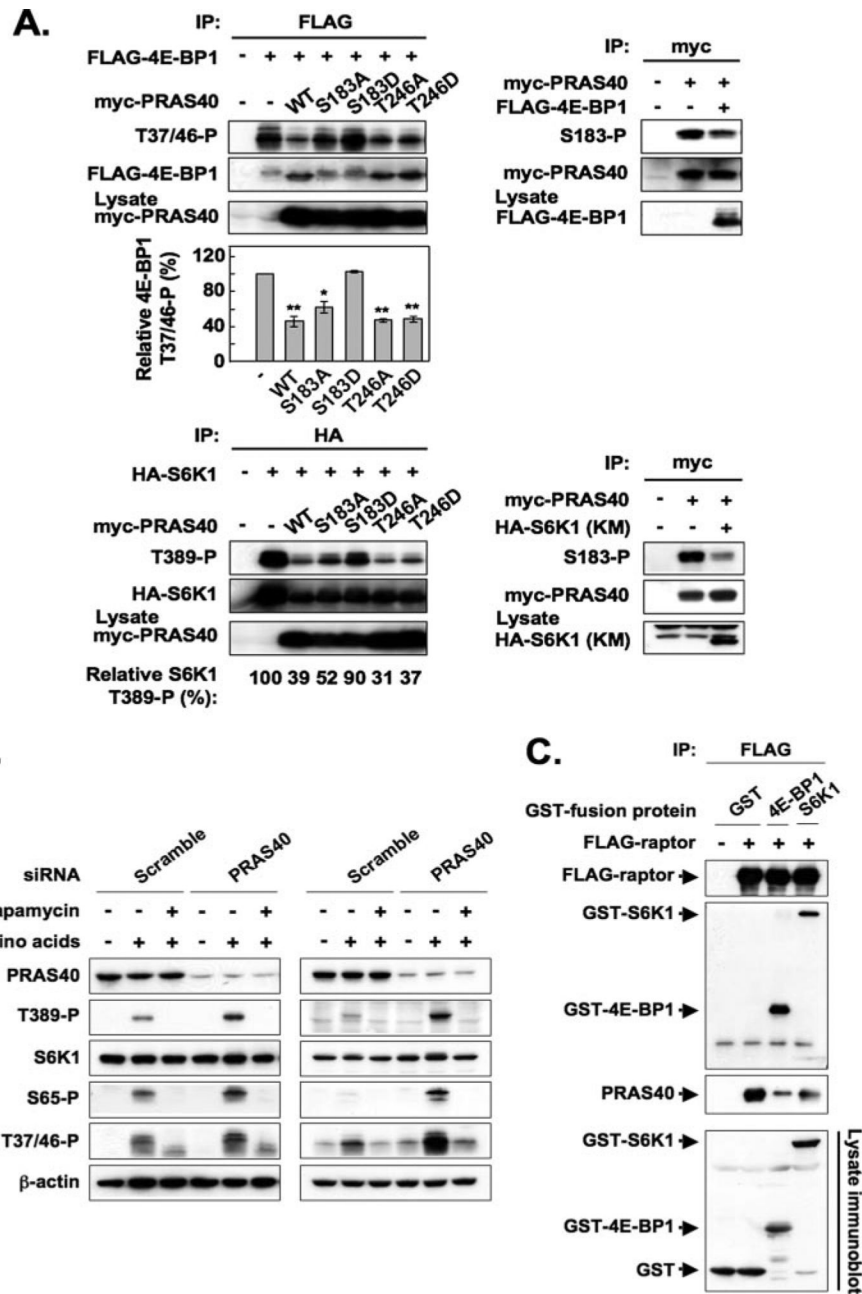 A.
IP: FLAG
FLAG-4E-BP1 - + + + + + +
myc-PRAS40 - - WT S183A S183D T246A T246D
T37/46-P
FLAG-4E-BP1
Lysate
myc-PRAS40
Relative 4E-BP1
T37/46-P (%)
120
80
40
0
** * ** **
- WT S183A S183D T246A T246D
IP: myc
myc-PRAS40 - + +
FLAG-4E-BP1 - - +
S183-P
myc-PRAS40
Lysate
FLAG-4E-BP1
IP: HA
HA-S6K1 - + + + + + +
myc-PRAS40 - - WT S183A S183D T246A T246D
T389-P
HA-S6K1
Lysate
myc-PRAS40
Relative S6K1 100 39 52 90 31 37
T389-P (%):
IP: myc
myc-PRAS40 - + +
HA-S6K1 (KM) - - +
S183-P
myc-PRAS40
Lysate
HA-S6K1 (KM)
siRNA Scramble PRAS40 Scramble PRAS40
apamycin - - + - - + - - + - - +
ino acids - + + - + + - + + - + +
PRAS40
T389-P
S6K1
S65-P
T37/46-P
β-actin
C.
IP: FLAG
GST-fusion protein GST 4E-BP1 S6K1
FLAG-raptor - + + +
FLAG-raptor
GST-S6K1
GST-4E-BP1
PRAS40
GST-S6K1
GST-4E-BP1
GST
Lysate immunoblot